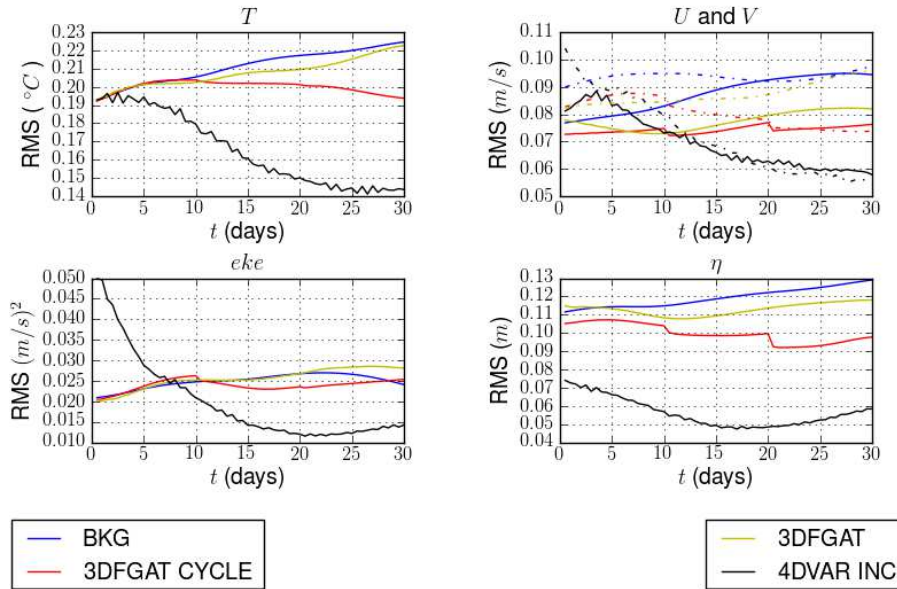 T
RMS ( °C)
0.23
0.22
0.21
0.20
0.19
0.18
0.17
0.16
0.15
0.14
0 5 10 15 20 25 30
t (days)
U and V
RMS (m/s)
0.11
0.10
0.09
0.08
0.07
0.06
0.05
0 5 10 15 20 25 30
t (days)
eke
RMS (m/s)²
0.050
0.045
0.040
0.035
0.030
0.025
0.020
0.015
0.010
0 5 10 15 20 25 30
t (days)
η
RMS (m)
0.13
0.12
0.11
0.10
0.09
0.08
0.07
0.06
0.05
0.04
0 5 10 15 20 25 30
t (days)
BKG
3DFGAT CYCLE
3DFGAT
4DVAR INC